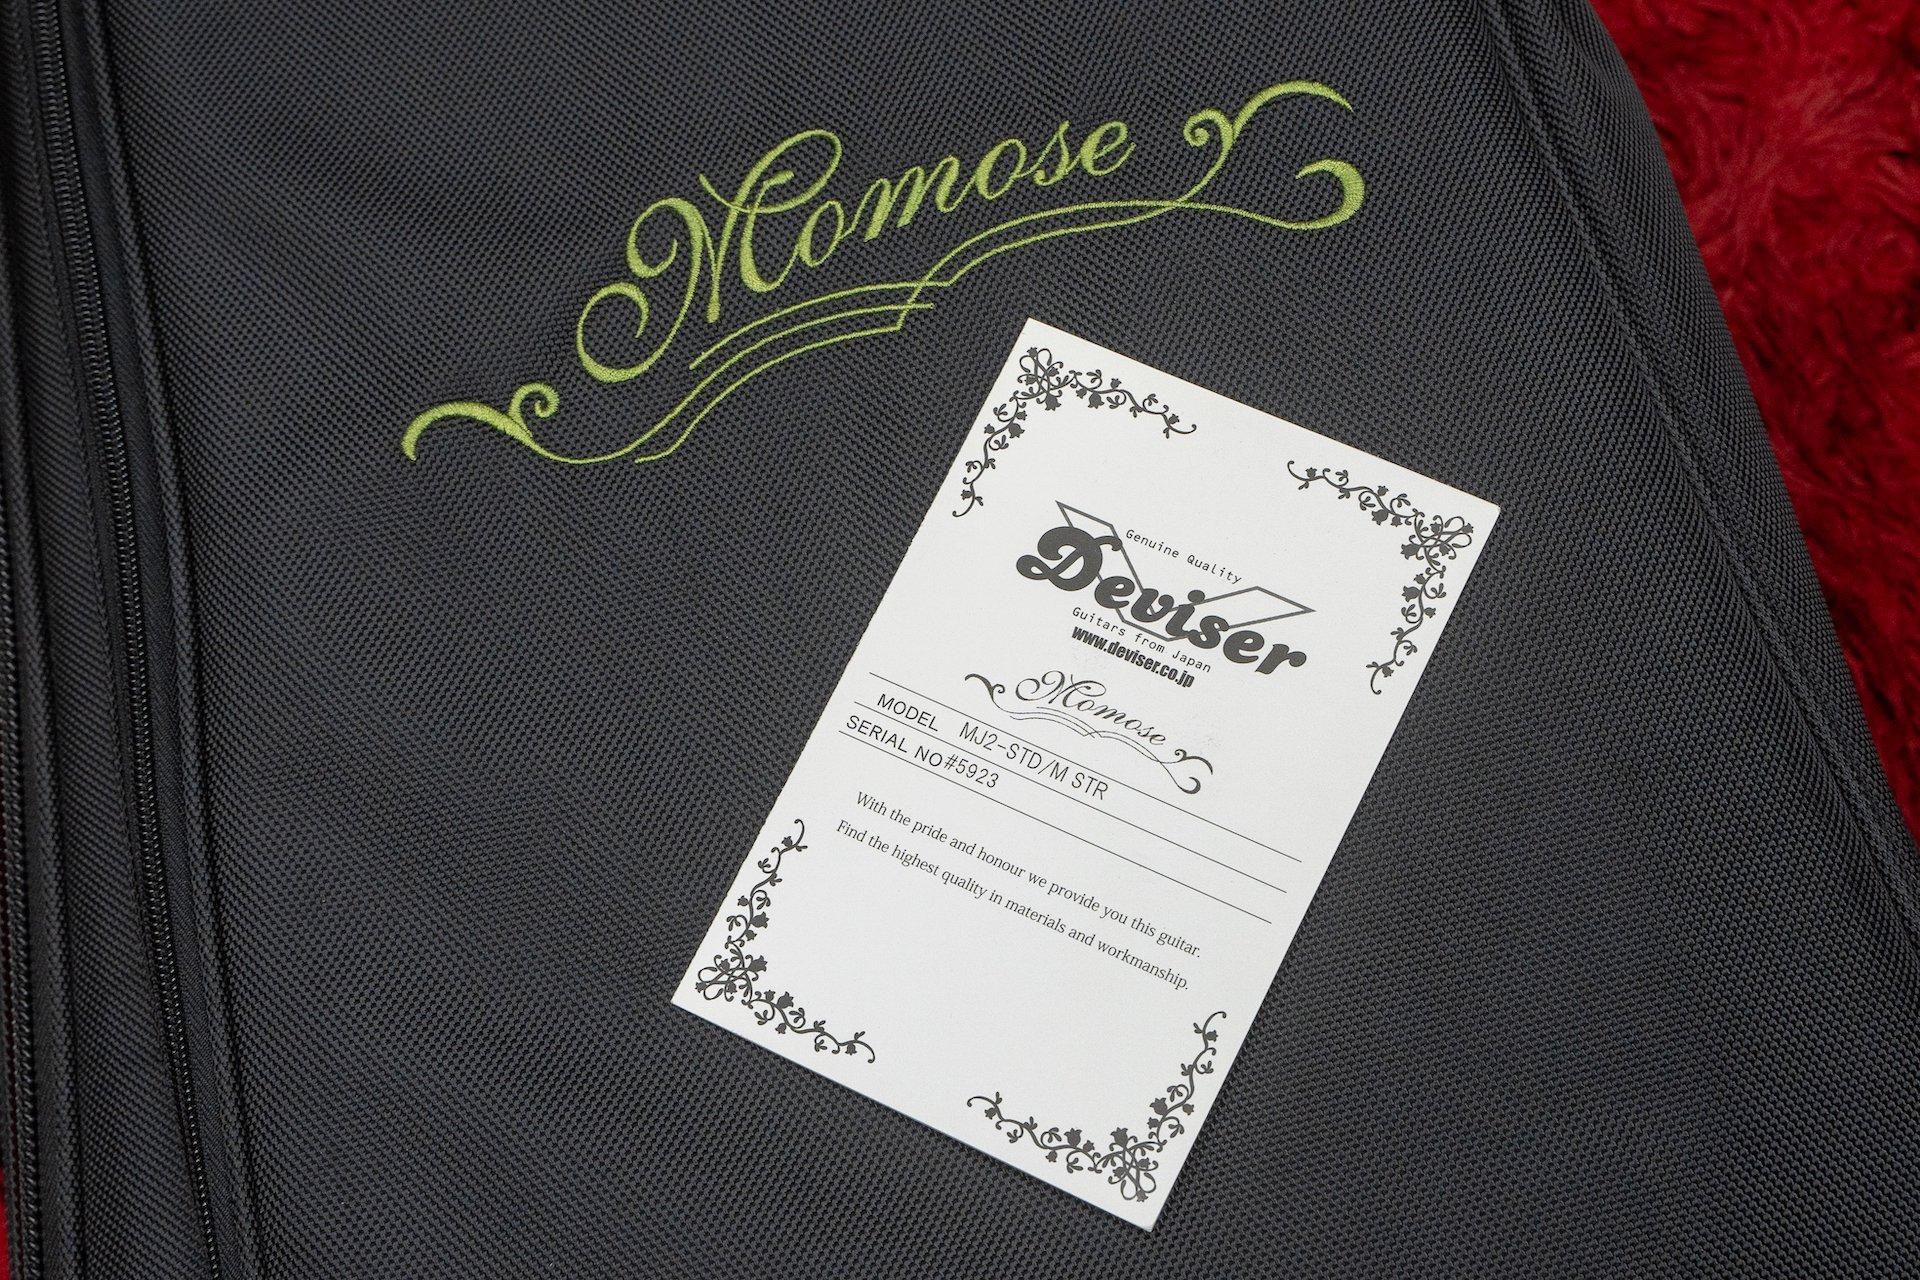 Momose
Genuine Quality
Deviser
Guitars from Japan
www.deviser.co.jp
Momose
MODEL MJ2-STD/M STR
SERIAL NO #5923
With the pride and honour we provide you this guitar.
Find the highest quality in materials and workmanship.